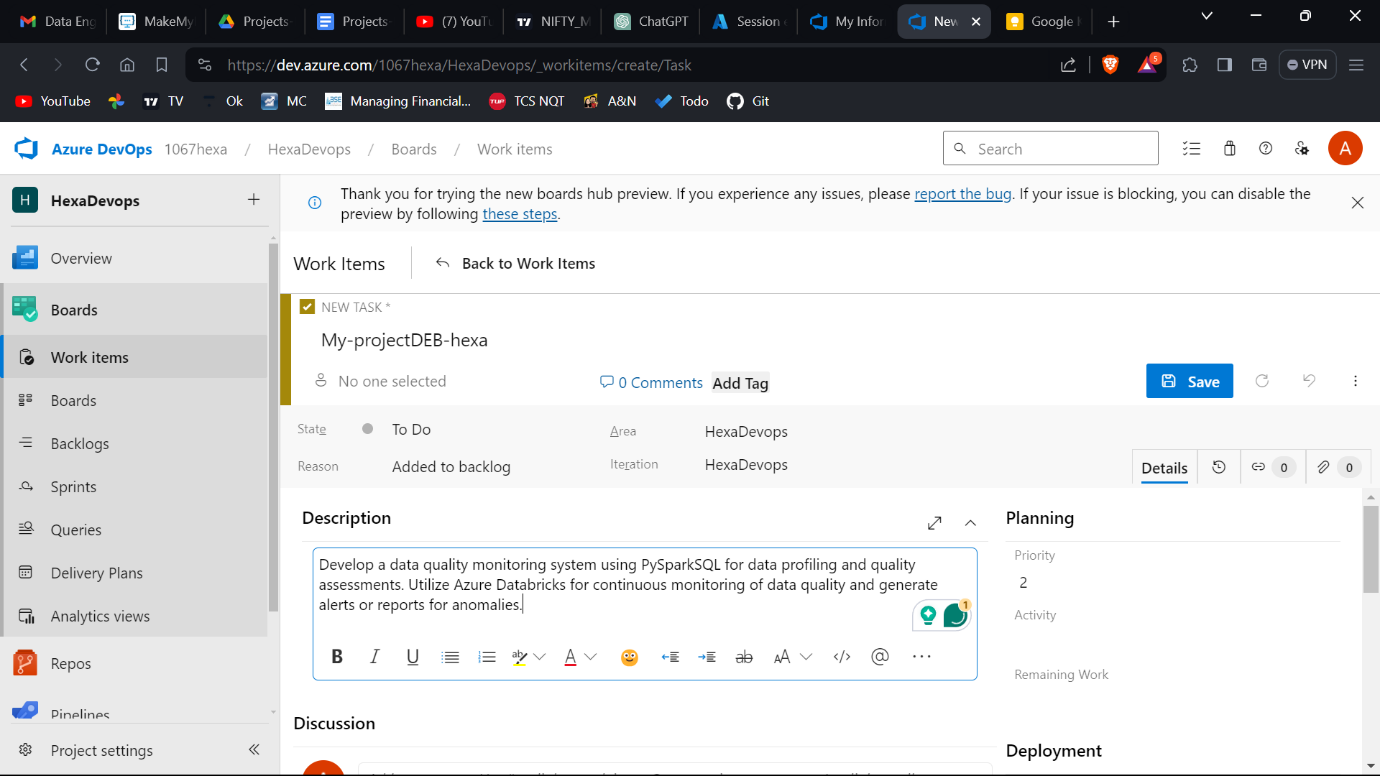 Data Eng
MakeMy
Projects-
Projects-
(7) YouTu
NIFTY_M
ChatGPT
Session
My Infor
New
Google
https://dev.azure.com/1067hexa/HexaDevops/_workitems/create/Task
5
VPN
YouTube
TV
Ok
MC
Managing Financial...
TCS NQT
A&N
Todo
Git
Azure DevOps 1067hexa / HexaDevops / Boards / Work items
Search
A
H HexaDevops
Thank you for trying the new boards hub preview. If you experience any issues, please report the bug. If your issue is blocking, you can disable the
preview by following these steps.
Overview
Boards
Work items
Boards
Backlogs
Sprints
Queries
Delivery Plans
Analytics views
Repos
Pipelines
Project settings
Work Items
Back to Work Items
NEW TASK *
My-projectDEB-hexa
No one selected
0 Comments Add Tag
Save
State To Do
Area HexaDevops
Reason Added to backlog
Iteration HexaDevops
Details
0
0
Description
Develop a data quality monitoring system using PySparkSQL for data profiling and quality
assessments. Utilize Azure Databricks for continuous monitoring of data quality and generate
alerts or reports for anomalies.
1
B I U ab A ab AA </> @ ...
Discussion
Planning
Priority
2
Activity
Remaining Work
Deployment